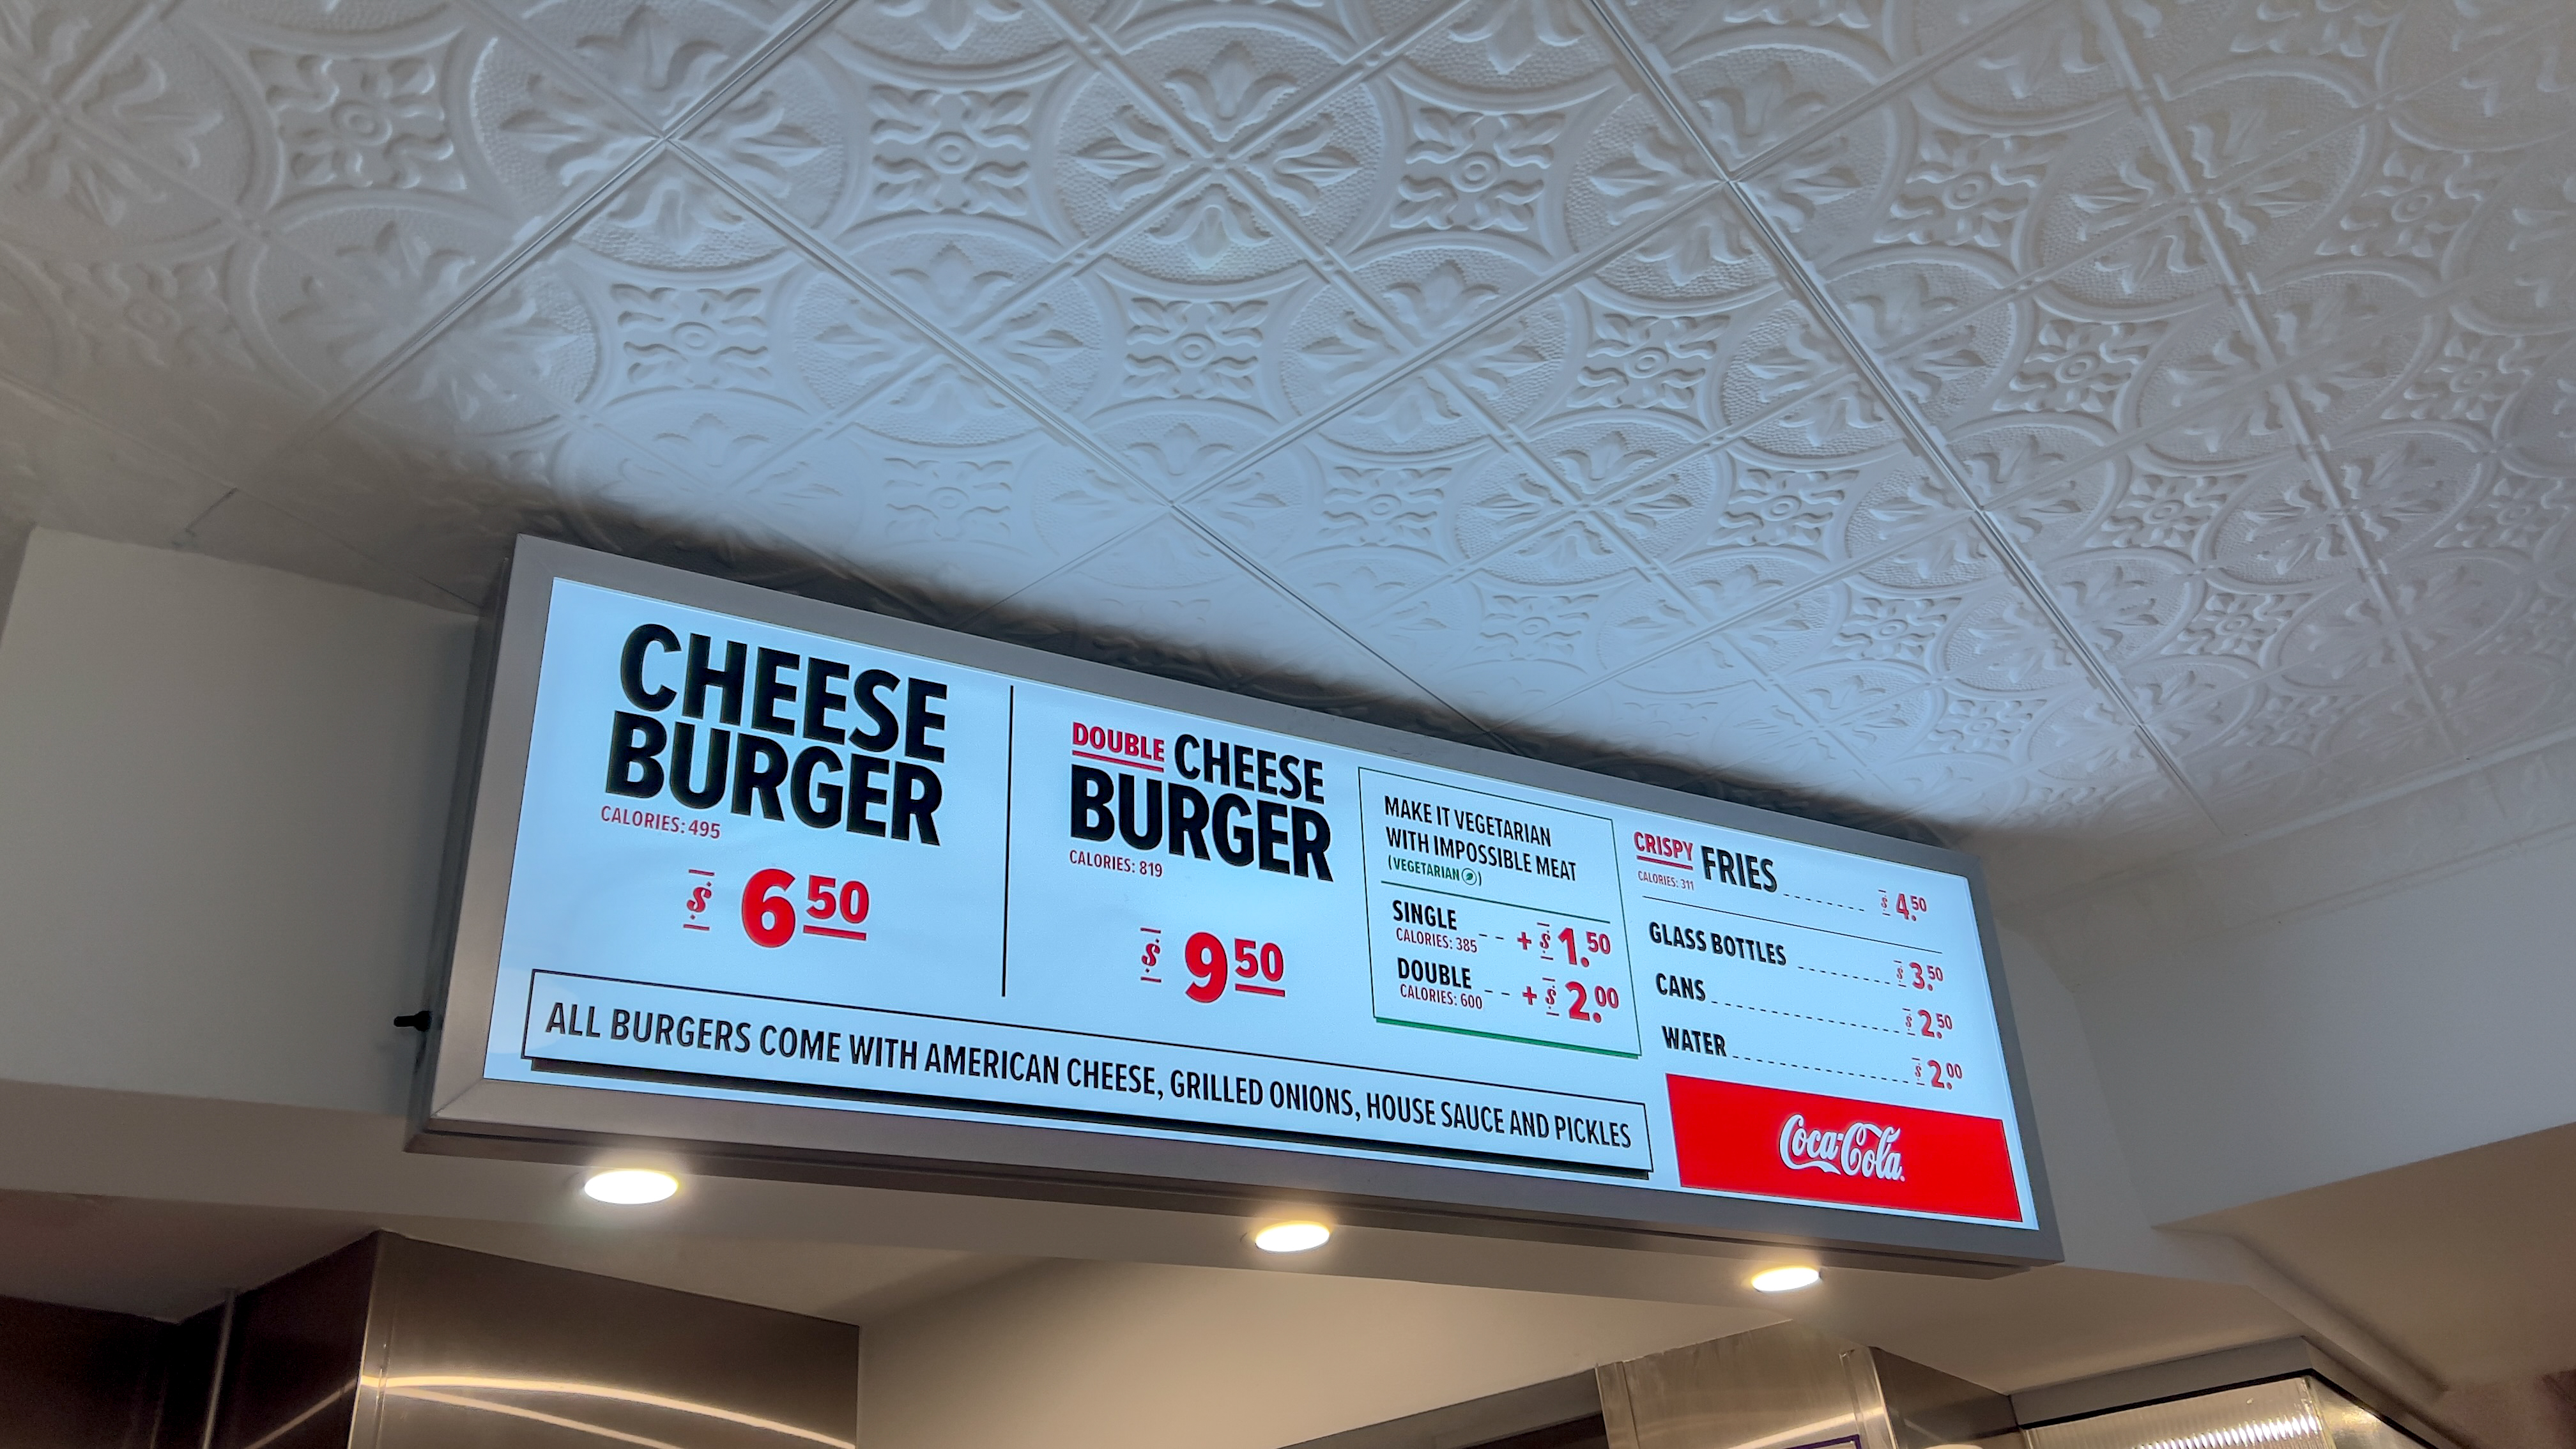 CHEESE
BURGER
CALORIES: 495
$ 6 50
DOUBLE CHEESE
BURGER
CALORIES: 819
$ 9 50
MAKE IT VEGETARIAN
WITH IMPOSSIBLE MEAT
(VEGETARIAN)
SINGLE -- + $ 1.50
CALORIES: 385
DOUBLE -- + $ 2.00
CALORIES: 600
CRISPY FRIES -------- $ 4.50
CALORIES: 311
GLASS BOTTLES -------- $ 3.50
CANS ---------------- $ 2.50
WATER --------------- $ 2.00
ALL BURGERS COME WITH AMERICAN CHEESE, GRILLED ONIONS, HOUSE SAUCE AND PICKLES
Coca-Cola